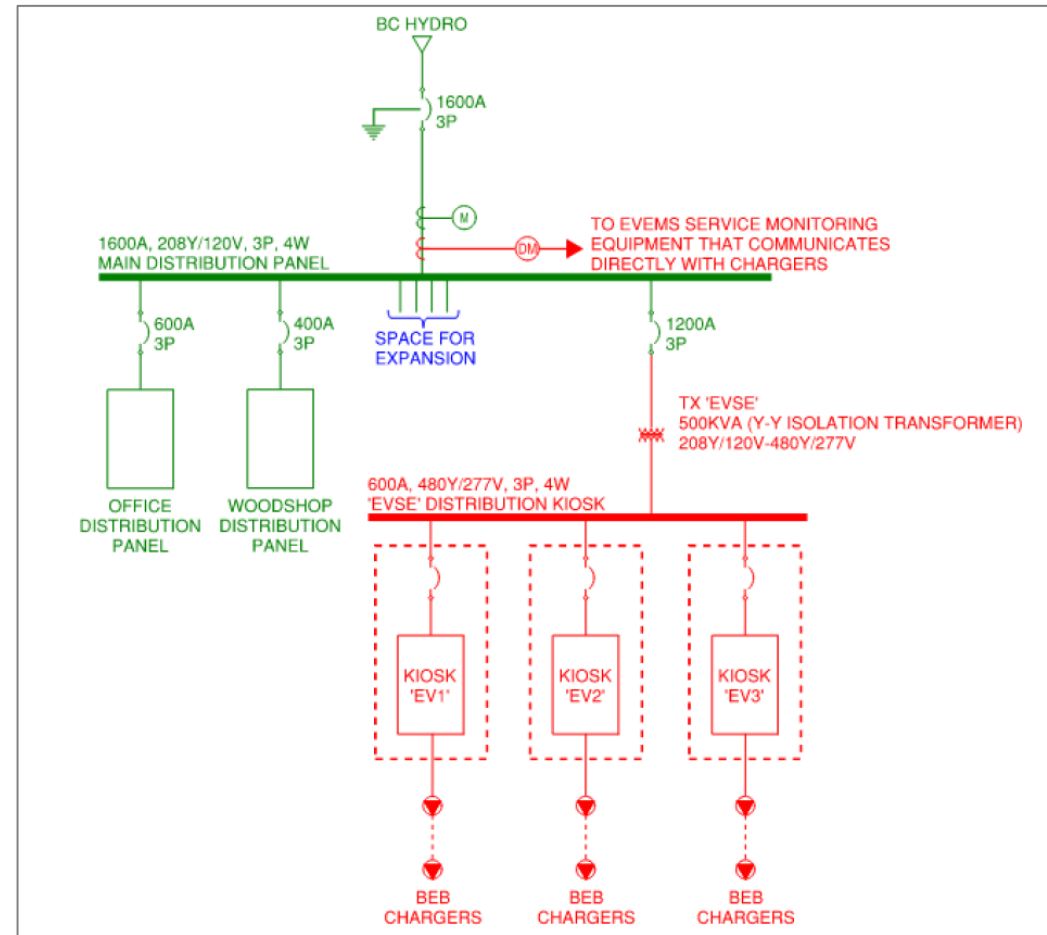 BC HYDRO
1600A
3P
M
TO EVEMS SERVICE MONITORING
EQUIPMENT THAT COMMUNICATES
DIRECTLY WITH CHARGERS
DM
1600A, 208Y/120V, 3P, 4W
MAIN DISTRIBUTION PANEL
600A
3P
400A
3P
SPACE FOR
EXPANSION
1200A
3P
TX 'EVSE'
500KVA (Y-Y ISOLATION TRANSFORMER)
208Y/120V-480Y/277V
OFFICE
DISTRIBUTION
PANEL
WOODSHOP
DISTRIBUTION
PANEL
600A, 480Y/277V, 3P, 4W
'EVSE' DISTRIBUTION KIOSK
KIOSK
'EV1'
KIOSK
'EV2'
KIOSK
'EV3'
BEB
CHARGERS
BEB
CHARGERS
BEB
CHARGERS